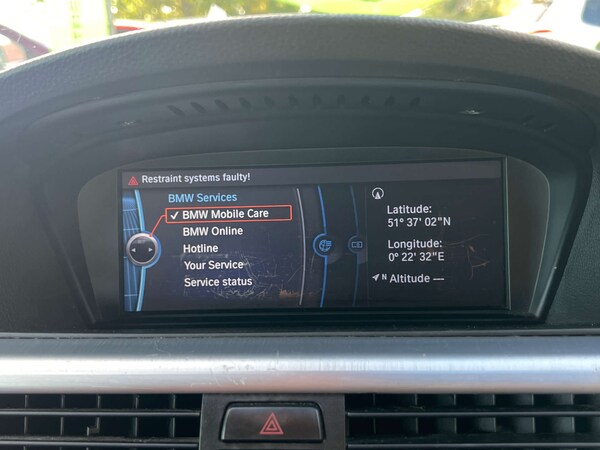 Restraint systems faulty!
BMW Services
BMW Mobile Care
BMW Online
Hotline
Your Service
Service status
Latitude:
51° 37' 02"N
Longitude:
0° 22' 32"E
N Altitude ---